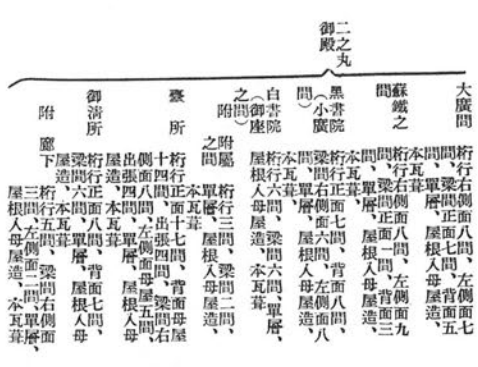 二之丸
御殿
大廣間
桁行右側面八間、左側面七
間、梁間正面七間、背面五
間、單層、屋根入母屋造、
本瓦葺
蘇鐵之
間
桁行右側面八間、左側面九
間、梁間正面一間、背面三
間、單層、屋根入母屋造、
本瓦葺
黑書院
(小廣
間)
桁行正面七間、背面八間、
梁間右側面六間、左側面八
間、單層、屋根入母屋造、
本瓦葺
白書院
(御座
之間)
桁行六間、梁間六間、單層、
屋根入母屋造、本瓦葺
附屬
之間
桁行三間、梁間二間、
單層、屋根入母屋造、
本瓦葺
臺所
桁行正面十七間、背面母屋
十四間、出張四間、梁間右
側面八間、左側面母屋五間、
出張四間、單層、屋根入母
屋造、本瓦葺
御淸所
桁行正面八間、背面七間、
梁間六間、單層、屋根入母
屋造、本瓦葺
附 廊下
桁行五間、梁間右側面
三間、左側面二間、單層、
屋根入母屋造、本瓦葺